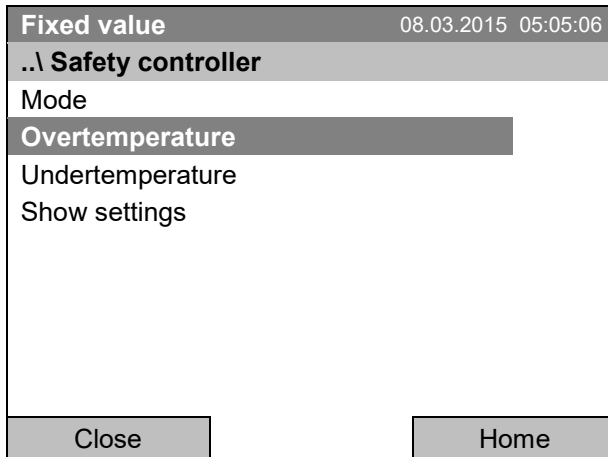 Fixed value 08.03.2015 05:05:06
..\ Safety controller
Mode
Overtemperature
Undertemperature
Show settings
Close Home